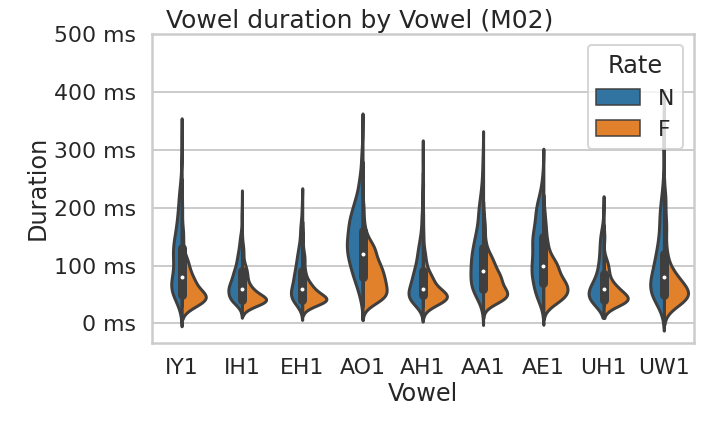 Vowel duration by Vowel (M02)
500 ms
400 ms
300 ms
200 ms
100 ms
0 ms
Duration
Rate
N
F
IY1 IH1 EH1 AO1 AH1 AA1 AE1 UH1 UW1
Vowel